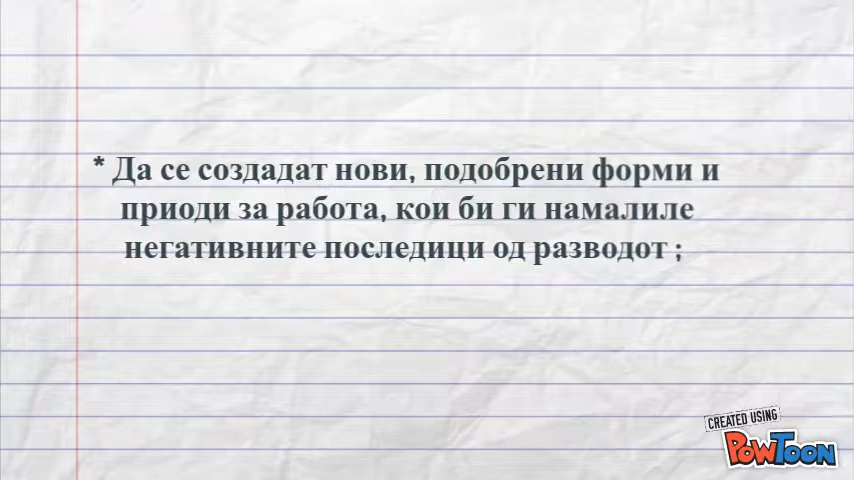 * Да се создадат нови, подобрени форми и
приоди за работа, кои би ги намалиле
негативните последици од разводот ;
CREATED USING
POWTOON